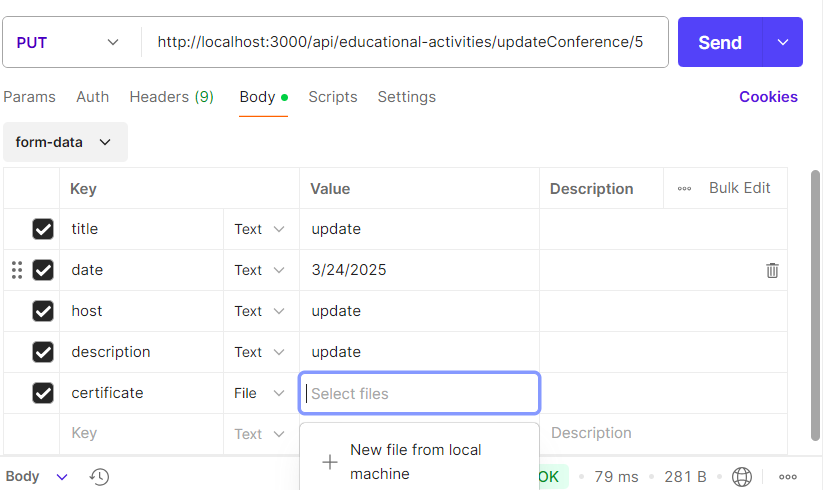 PUT http://localhost:3000/api/educational-activities/updateConference/5 Send
Params Auth Headers (9) Body Scripts Settings Cookies
form-data
Key Value Description Bulk Edit
title Text update
date Text 3/24/2025
host Text update
description Text update
certificate File Select files
Key Text Description
New file from local
machine
Body OK 79 ms 281 B